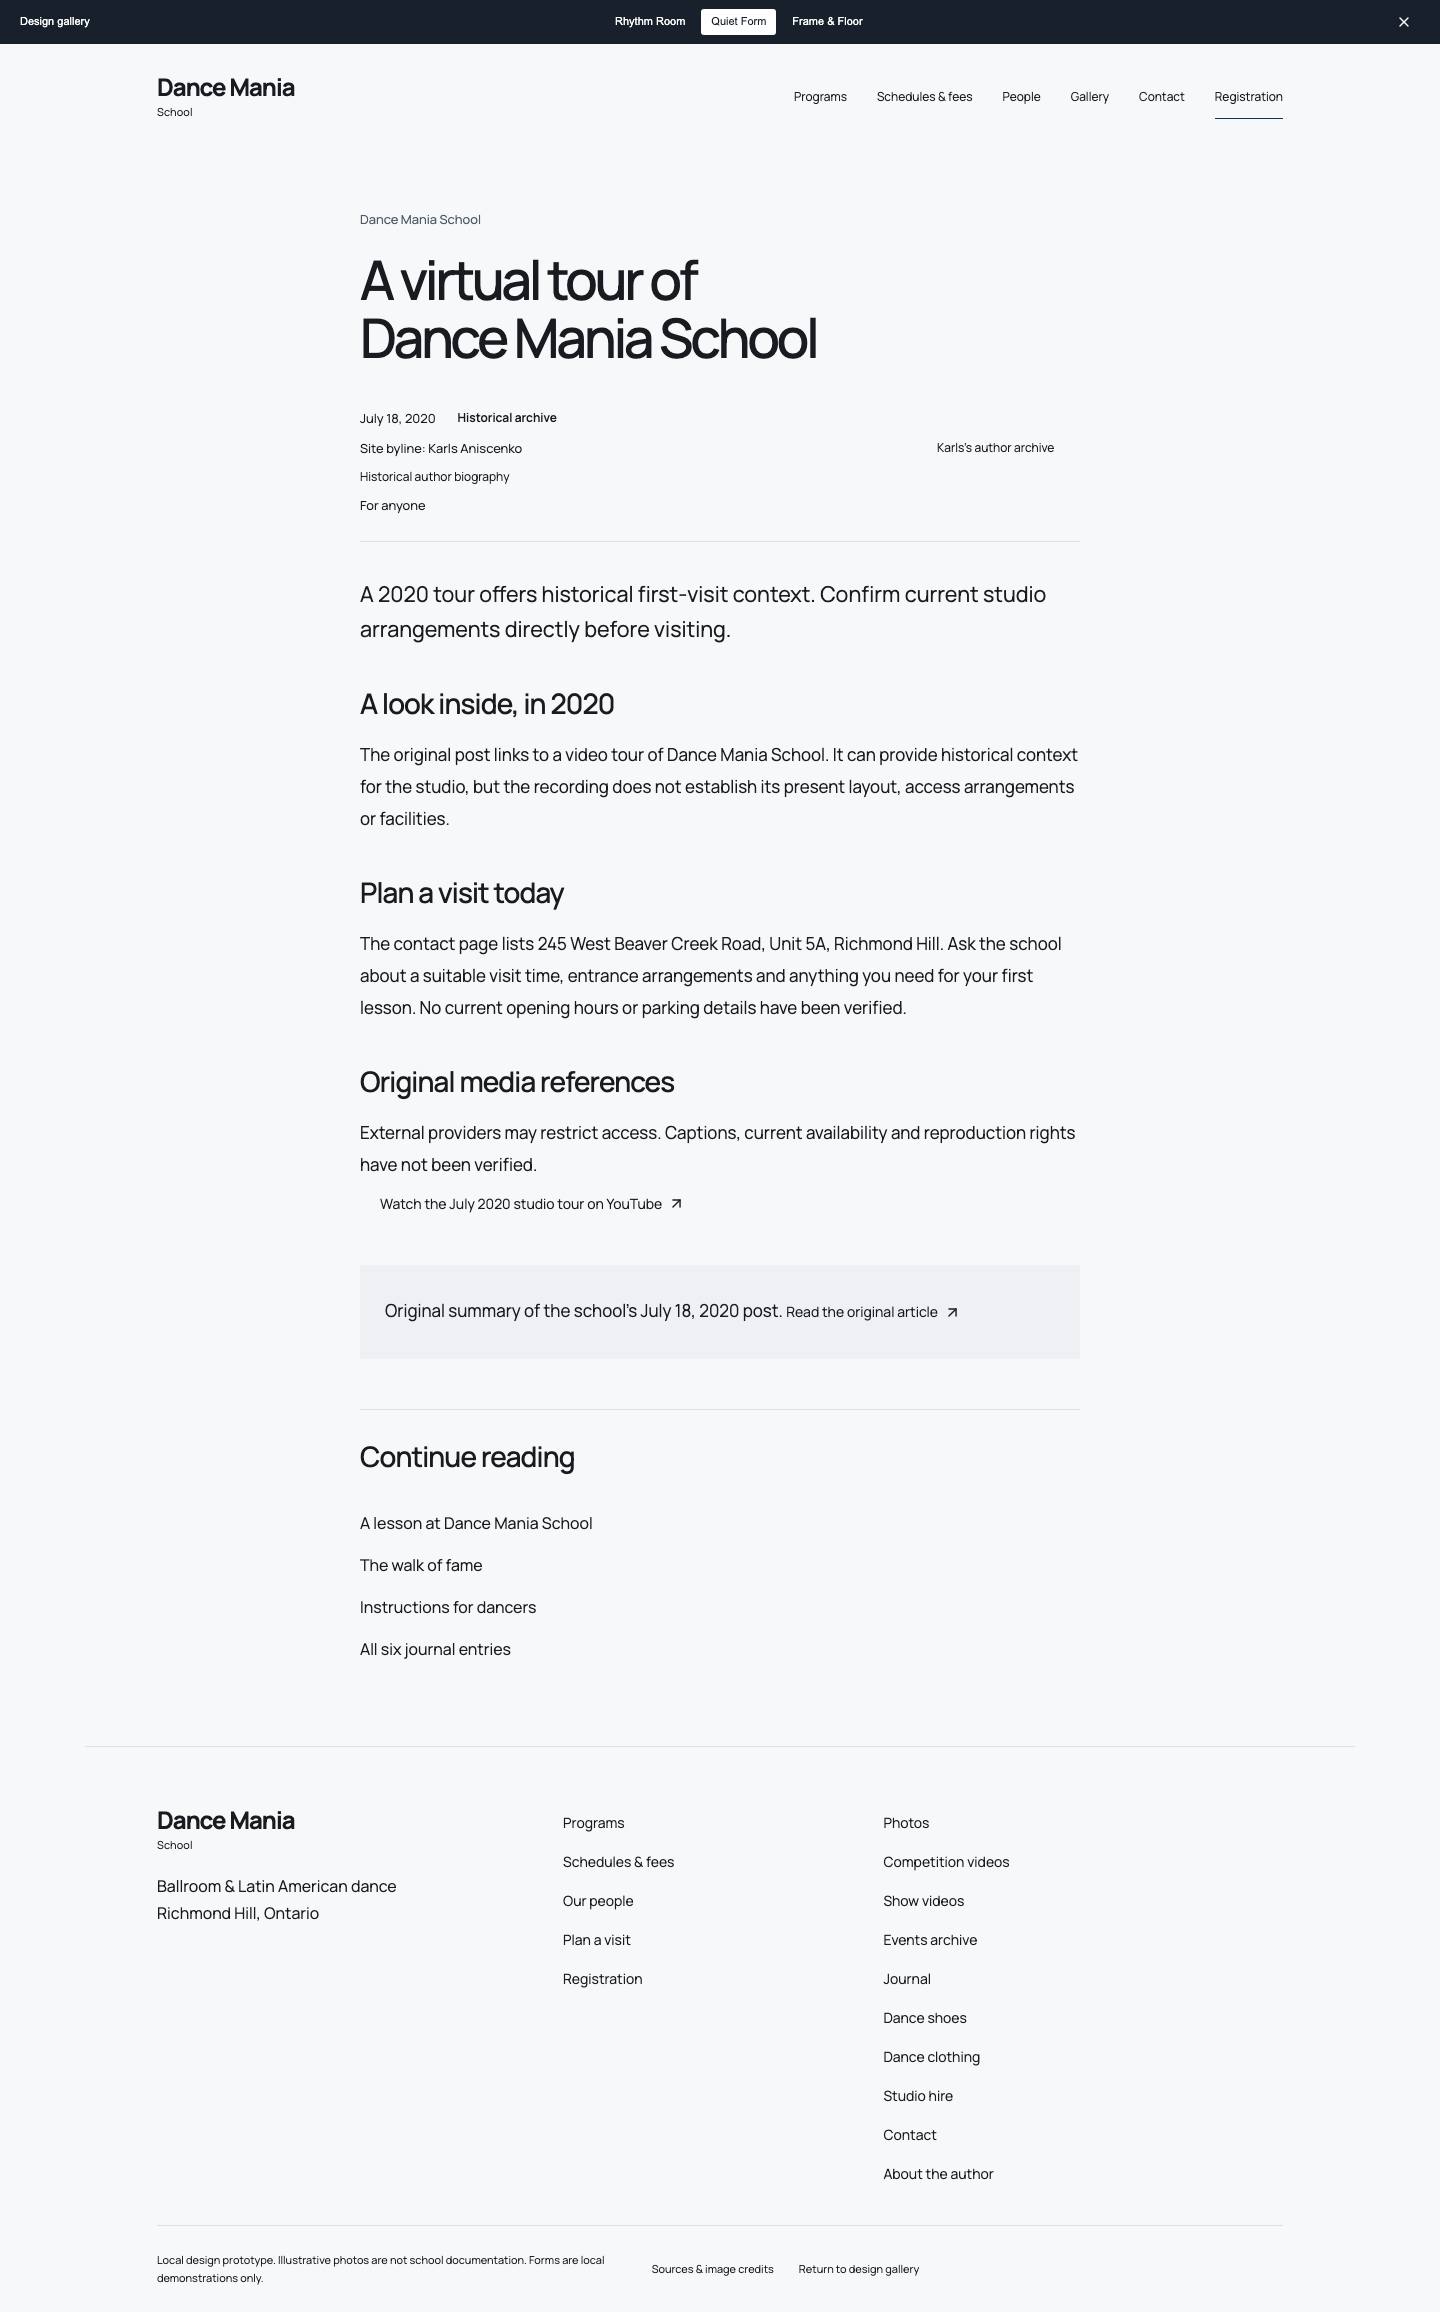 Design gallery
Rhythm Room
Quiet Form
Frame & Floor
Dance Mania
School
Programs
Schedules & fees
People
Gallery
Contact
Registration
Dance Mania School
A virtual tour of
Dance Mania School
July 18, 2020
Historical archive
Site byline: Karls Aniscenko
Karls's author archive
Historical author biography
For anyone
A 2020 tour offers historical first-visit context. Confirm current studio
arrangements directly before visiting.
A look inside, in 2020
The original post links to a video tour of Dance Mania School. It can provide historical context
for the studio, but the recording does not establish its present layout, access arrangements
or facilities.
Plan a visit today
The contact page lists 245 West Beaver Creek Road, Unit 5A, Richmond Hill. Ask the school
about a suitable visit time, entrance arrangements and anything you need for your first
lesson. No current opening hours or parking details have been verified.
Original media references
External providers may restrict access. Captions, current availability and reproduction rights
have not been verified.
Watch the July 2020 studio tour on YouTube
Original summary of the school’s July 18, 2020 post. Read the original article
Continue reading
A lesson at Dance Mania School
The walk of fame
Instructions for dancers
All six journal entries
Dance Mania
School
Ballroom & Latin American dance
Richmond Hill, Ontario
Programs
Schedules & fees
Our people
Plan a visit
Registration
Photos
Competition videos
Show videos
Events archive
Journal
Dance shoes
Dance clothing
Studio hire
Contact
About the author
Local design prototype. Illustrative photos are not school documentation. Forms are local
demonstrations only.
Sources & image credits
Return to design gallery